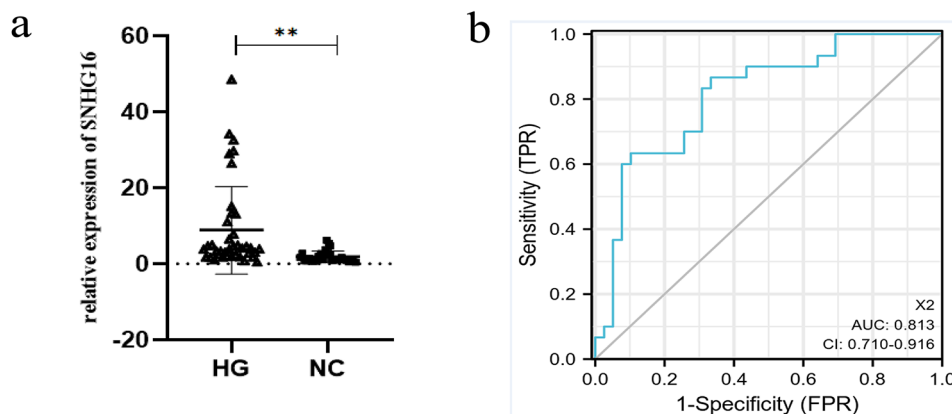 a
relative expression of SNHG16
60
40
20
0
-20
**
HG NC
b
Sensitivity (TPR)
1.0
0.8
0.6
0.4
0.2
0.0
X2
AUC: 0.813
CI: 0.710-0.916
0.0 0.2 0.4 0.6 0.8 1.0
1-Specificity (FPR)